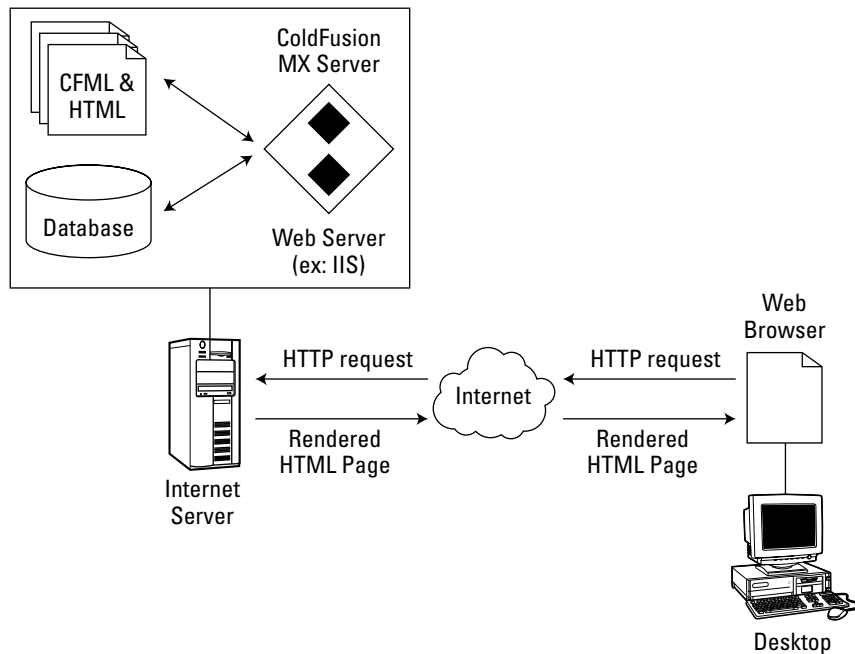 CFML &
HTML
ColdFusion
MX Server
Database
Web Server
(ex: IIS)
Web
Browser
HTTP request
HTTP request
Internet
Rendered
HTML Page
Rendered
HTML Page
Internet
Server
Desktop